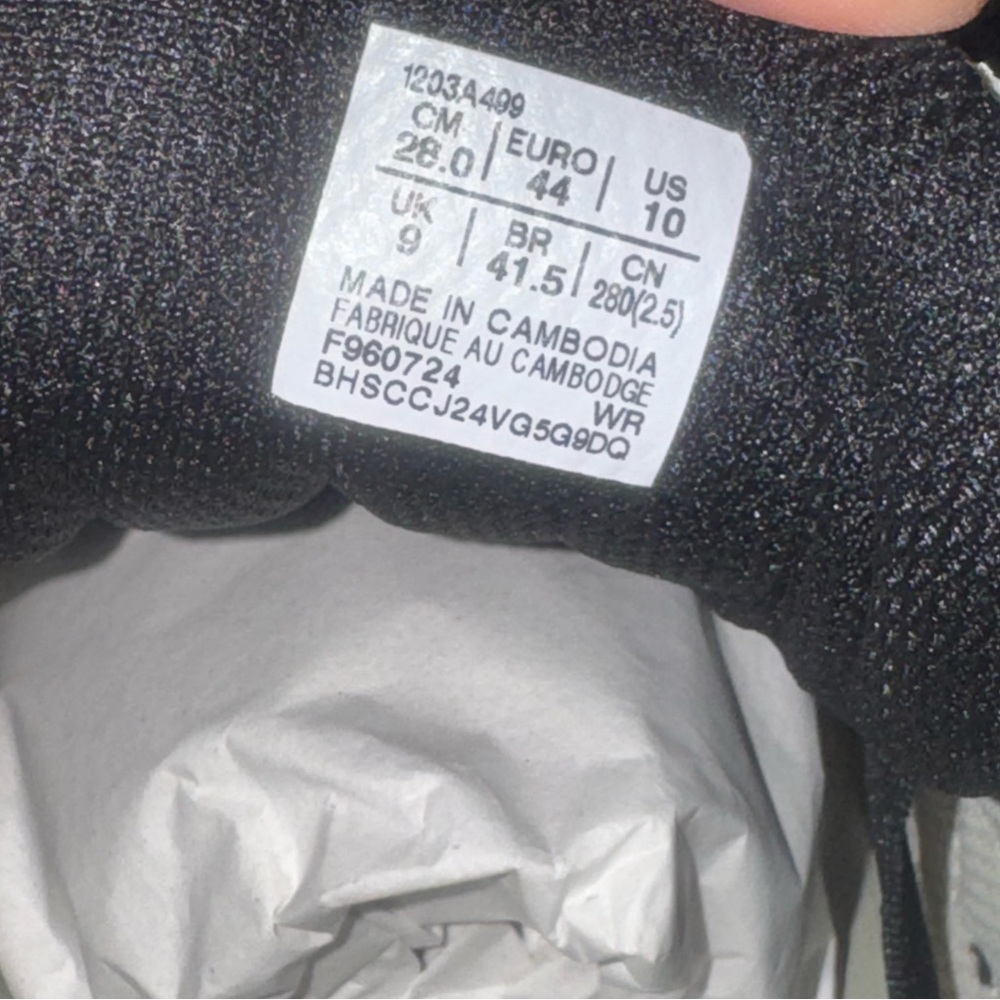 1203A499
CM | EURO | US
28.0 | 44 | 10
UK | BR | CN
9 | 41.5 | 280(2.5)
MADE IN CAMBODIA
FABRIQUE AU CAMBODGE
F960724 WR
BHSCCJ24VG5G9DQ